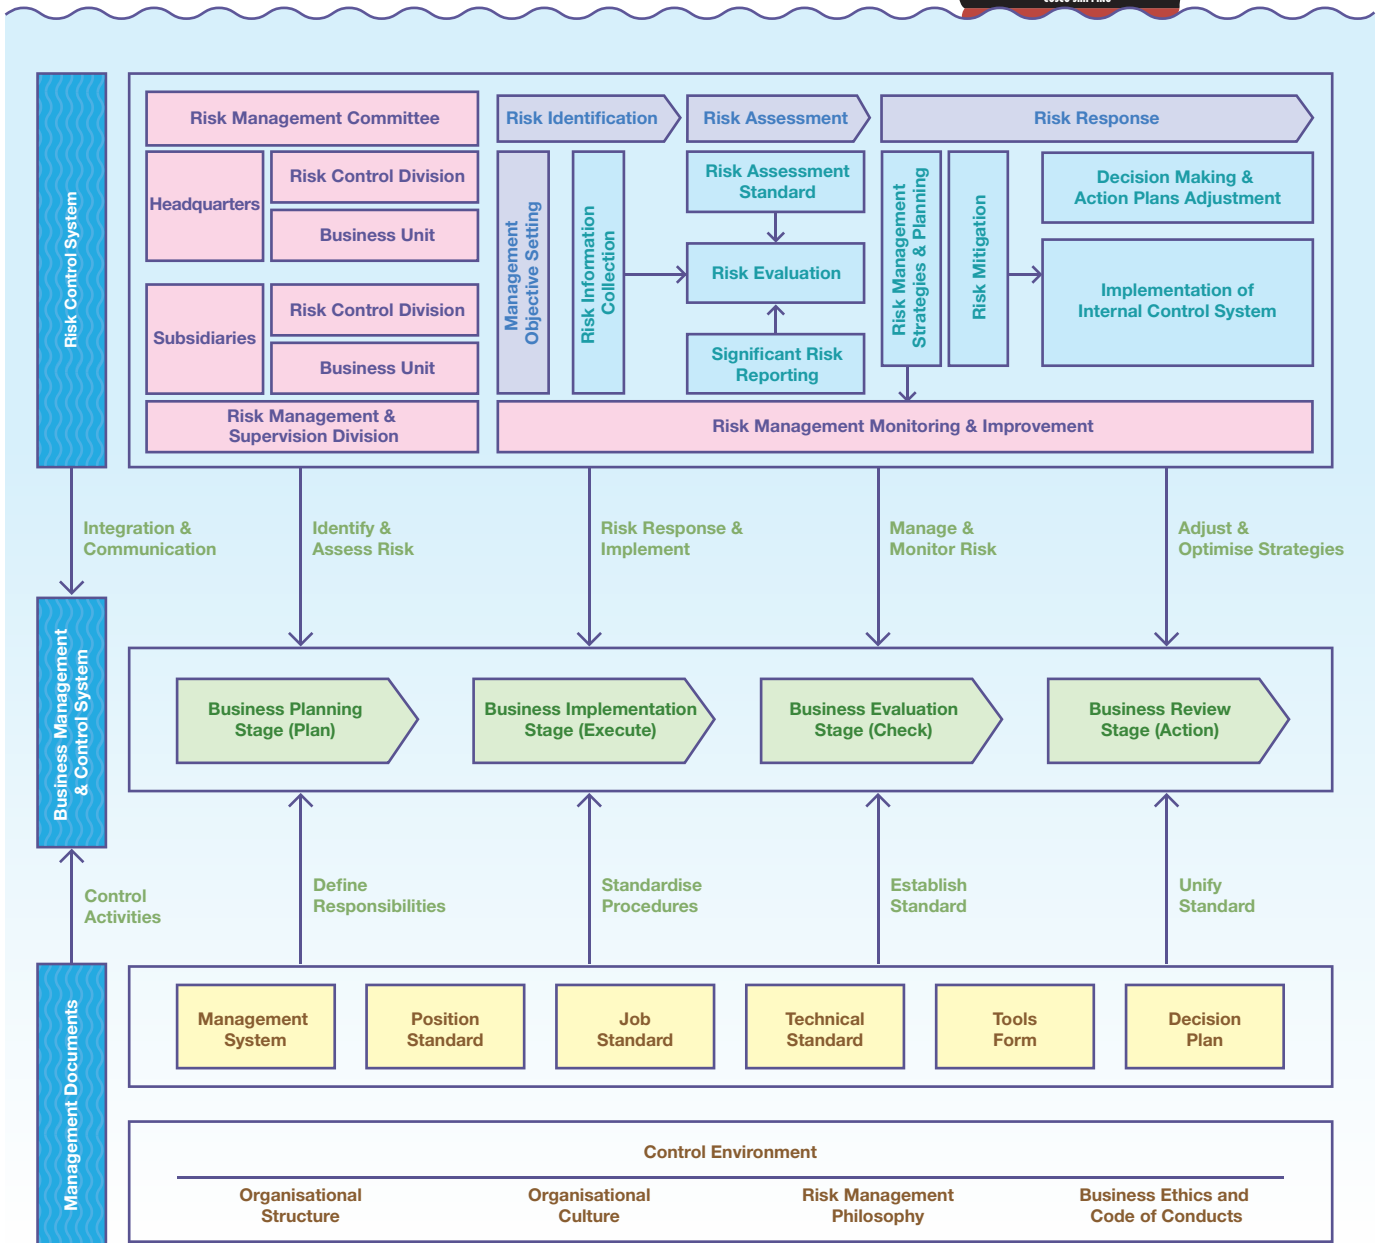 COSCO SHIPPING
Risk Control System
Risk Management Committee
Headquarters
Risk Control Division
Business Unit
Subsidiaries
Risk Control Division
Business Unit
Risk Management &
Supervision Division
Risk Identification
Risk Assessment
Risk Response
Management
Objective Setting
Risk Information
Collection
Risk Assessment
Standard
Risk Evaluation
Significant Risk
Reporting
Risk Management
Strategies & Planning
Risk Mitigation
Decision Making &
Action Plans Adjustment
Implementation of
Internal Control System
Risk Management Monitoring & Improvement
Integration &
Communication
Identify &
Assess Risk
Risk Response &
Implement
Manage &
Monitor Risk
Adjust &
Optimise Strategies
Business Management
& Control System
Business Planning
Stage (Plan)
Business Implementation
Stage (Execute)
Business Evaluation
Stage (Check)
Business Review
Stage (Action)
Control
Activities
Define
Responsibilities
Standardise
Procedures
Establish
Standard
Unify
Standard
Management Documents
Management
System
Position
Standard
Job
Standard
Technical
Standard
Tools
Form
Decision
Plan
Control Environment
Organisational
Structure
Organisational
Culture
Risk Management
Philosophy
Business Ethics and
Code of Conducts